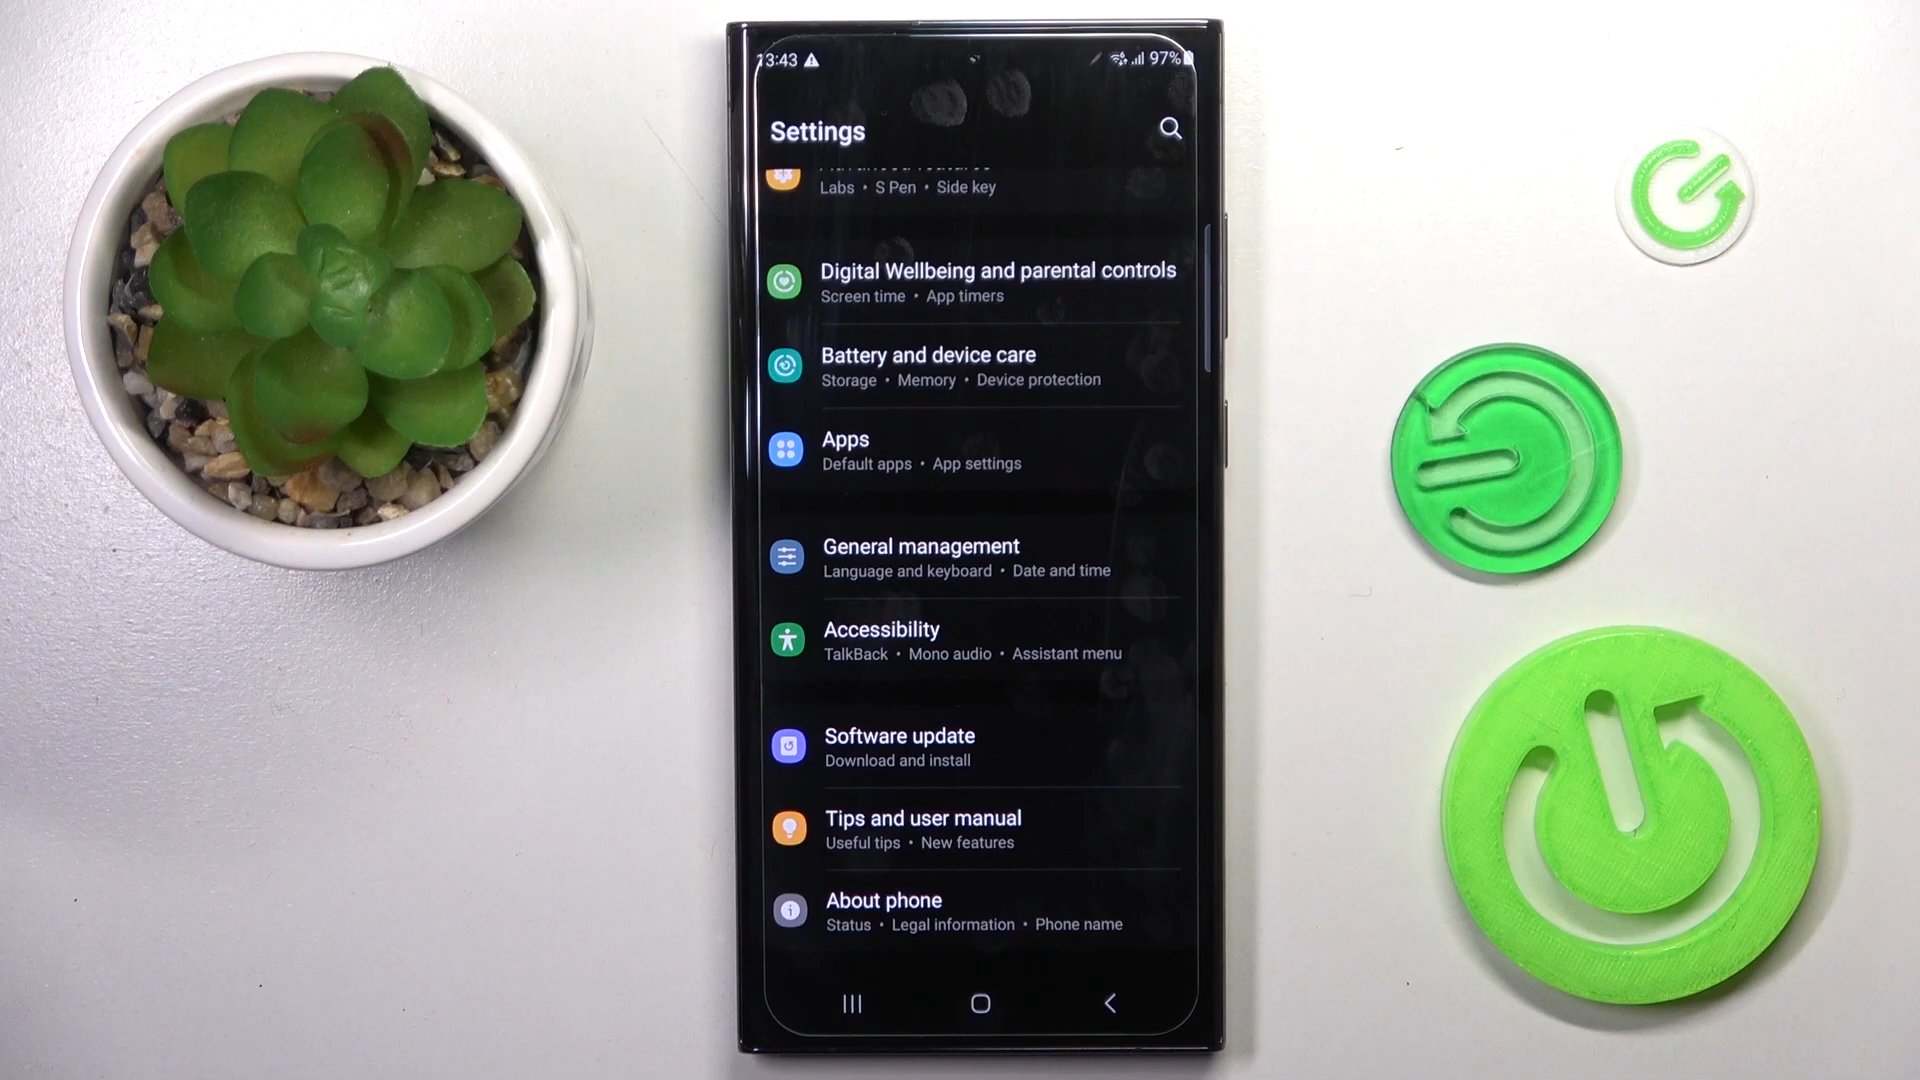 13:43
97%
Settings
Labs • S Pen • Side key
Digital Wellbeing and parental controls
Screen time • App timers
Battery and device care
Storage • Memory • Device protection
Apps
Default apps • App settings
General management
Language and keyboard • Date and time
Accessibility
TalkBack • Mono audio • Assistant menu
Software update
Download and install
Tips and user manual
Useful tips • New features
About phone
Status • Legal information • Phone name